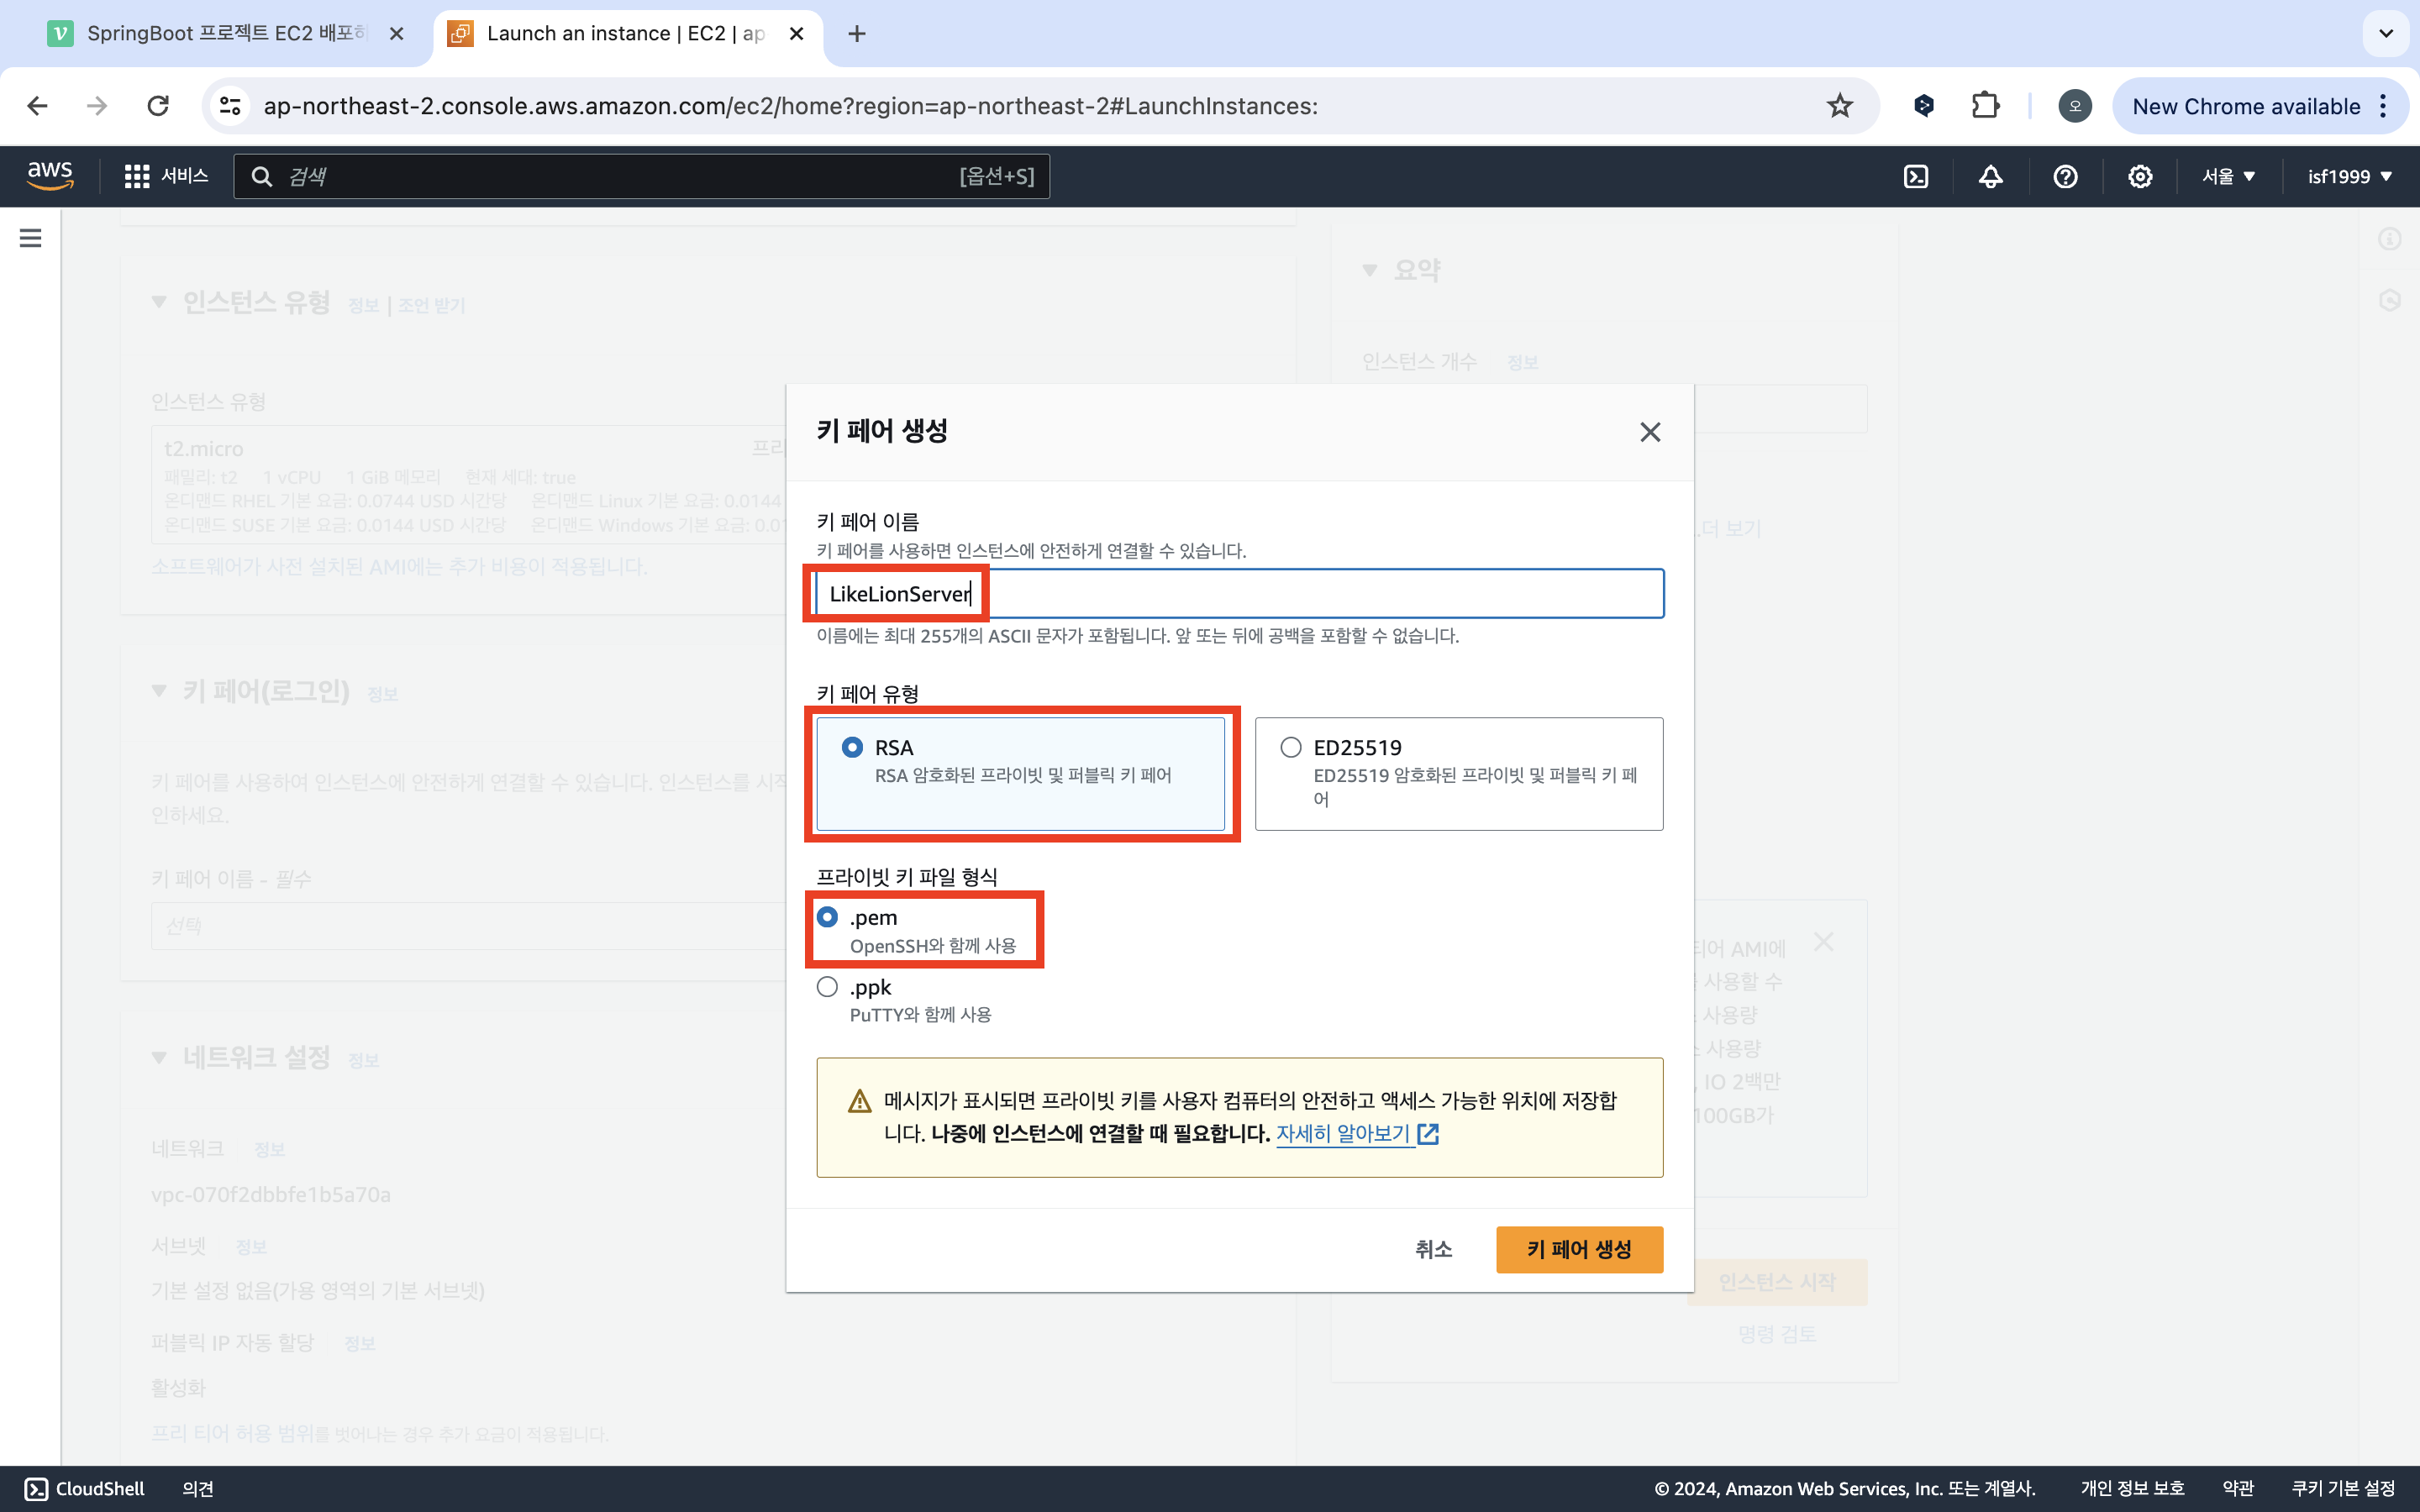 SpringBoot 프로젝트 EC2 배포하
Launch an instance | EC2 | ap
ap-northeast-2.console.aws.amazon.com/ec2/home?region=ap-northeast-2#LaunchInstances:
오
New Chrome available
aws
서비스
검색
[옵션+S]
서울
isf1999
인스턴스 유형 정보 | 조언 받기
인스턴스 유형
t2.micro
프리
패밀리: t2 1 vCPU 1 GiB 메모리 현재 세대: true
온디맨드 RHEL 기본 요금: 0.0744 USD 시간당 온디맨드 Linux 기본 요금: 0.0144
온디맨드 SUSE 기본 요금: 0.0144 USD 시간당 온디맨드 Windows 기본 요금: 0.01
소프트웨어가 사전 설치된 AMI에는 추가 비용이 적용됩니다.
키 페어(로그인) 정보
키 페어를 사용하여 인스턴스에 안전하게 연결할 수 있습니다. 인스턴스를 시작
인하세요.
키 페어 이름 - 필수
선택
네트워크 설정 정보
네트워크 정보
vpc-070f2dbbfe1b5a70a
서브넷 정보
기본 설정 없음(가용 영역의 기본 서브넷)
퍼블릭 IP 자동 할당 정보
활성화
프리 티어 허용 범위를 벗어나는 경우 추가 요금이 적용됩니다.
키 페어 생성
키 페어 이름
키 페어를 사용하면 인스턴스에 안전하게 연결할 수 있습니다.
LikeLionServer
이름에는 최대 255개의 ASCII 문자가 포함됩니다. 앞 또는 뒤에 공백을 포함할 수 없습니다.
키 페어 유형
RSA
RSA 암호화된 프라이빗 및 퍼블릭 키 페어
ED25519
ED25519 암호화된 프라이빗 및 퍼블릭 키 페
어
프라이빗 키 파일 형식
.pem
OpenSSH와 함께 사용
.ppk
PuTTY와 함께 사용
메시지가 표시되면 프라이빗 키를 사용자 컴퓨터의 안전하고 액세스 가능한 위치에 저장합
니다. 나중에 인스턴스에 연결할 때 필요합니다. 자세히 알아보기
취소
키 페어 생성
요약
인스턴스 개수 정보
더 보기
티어 AMI에
사용할 수
사용량
사용량
, IO 2백만
100GB가
인스턴스 시작
명령 검토
CloudShell
의견
© 2024, Amazon Web Services, Inc. 또는 계열사.
개인 정보 보호
약관
쿠키 기본 설정